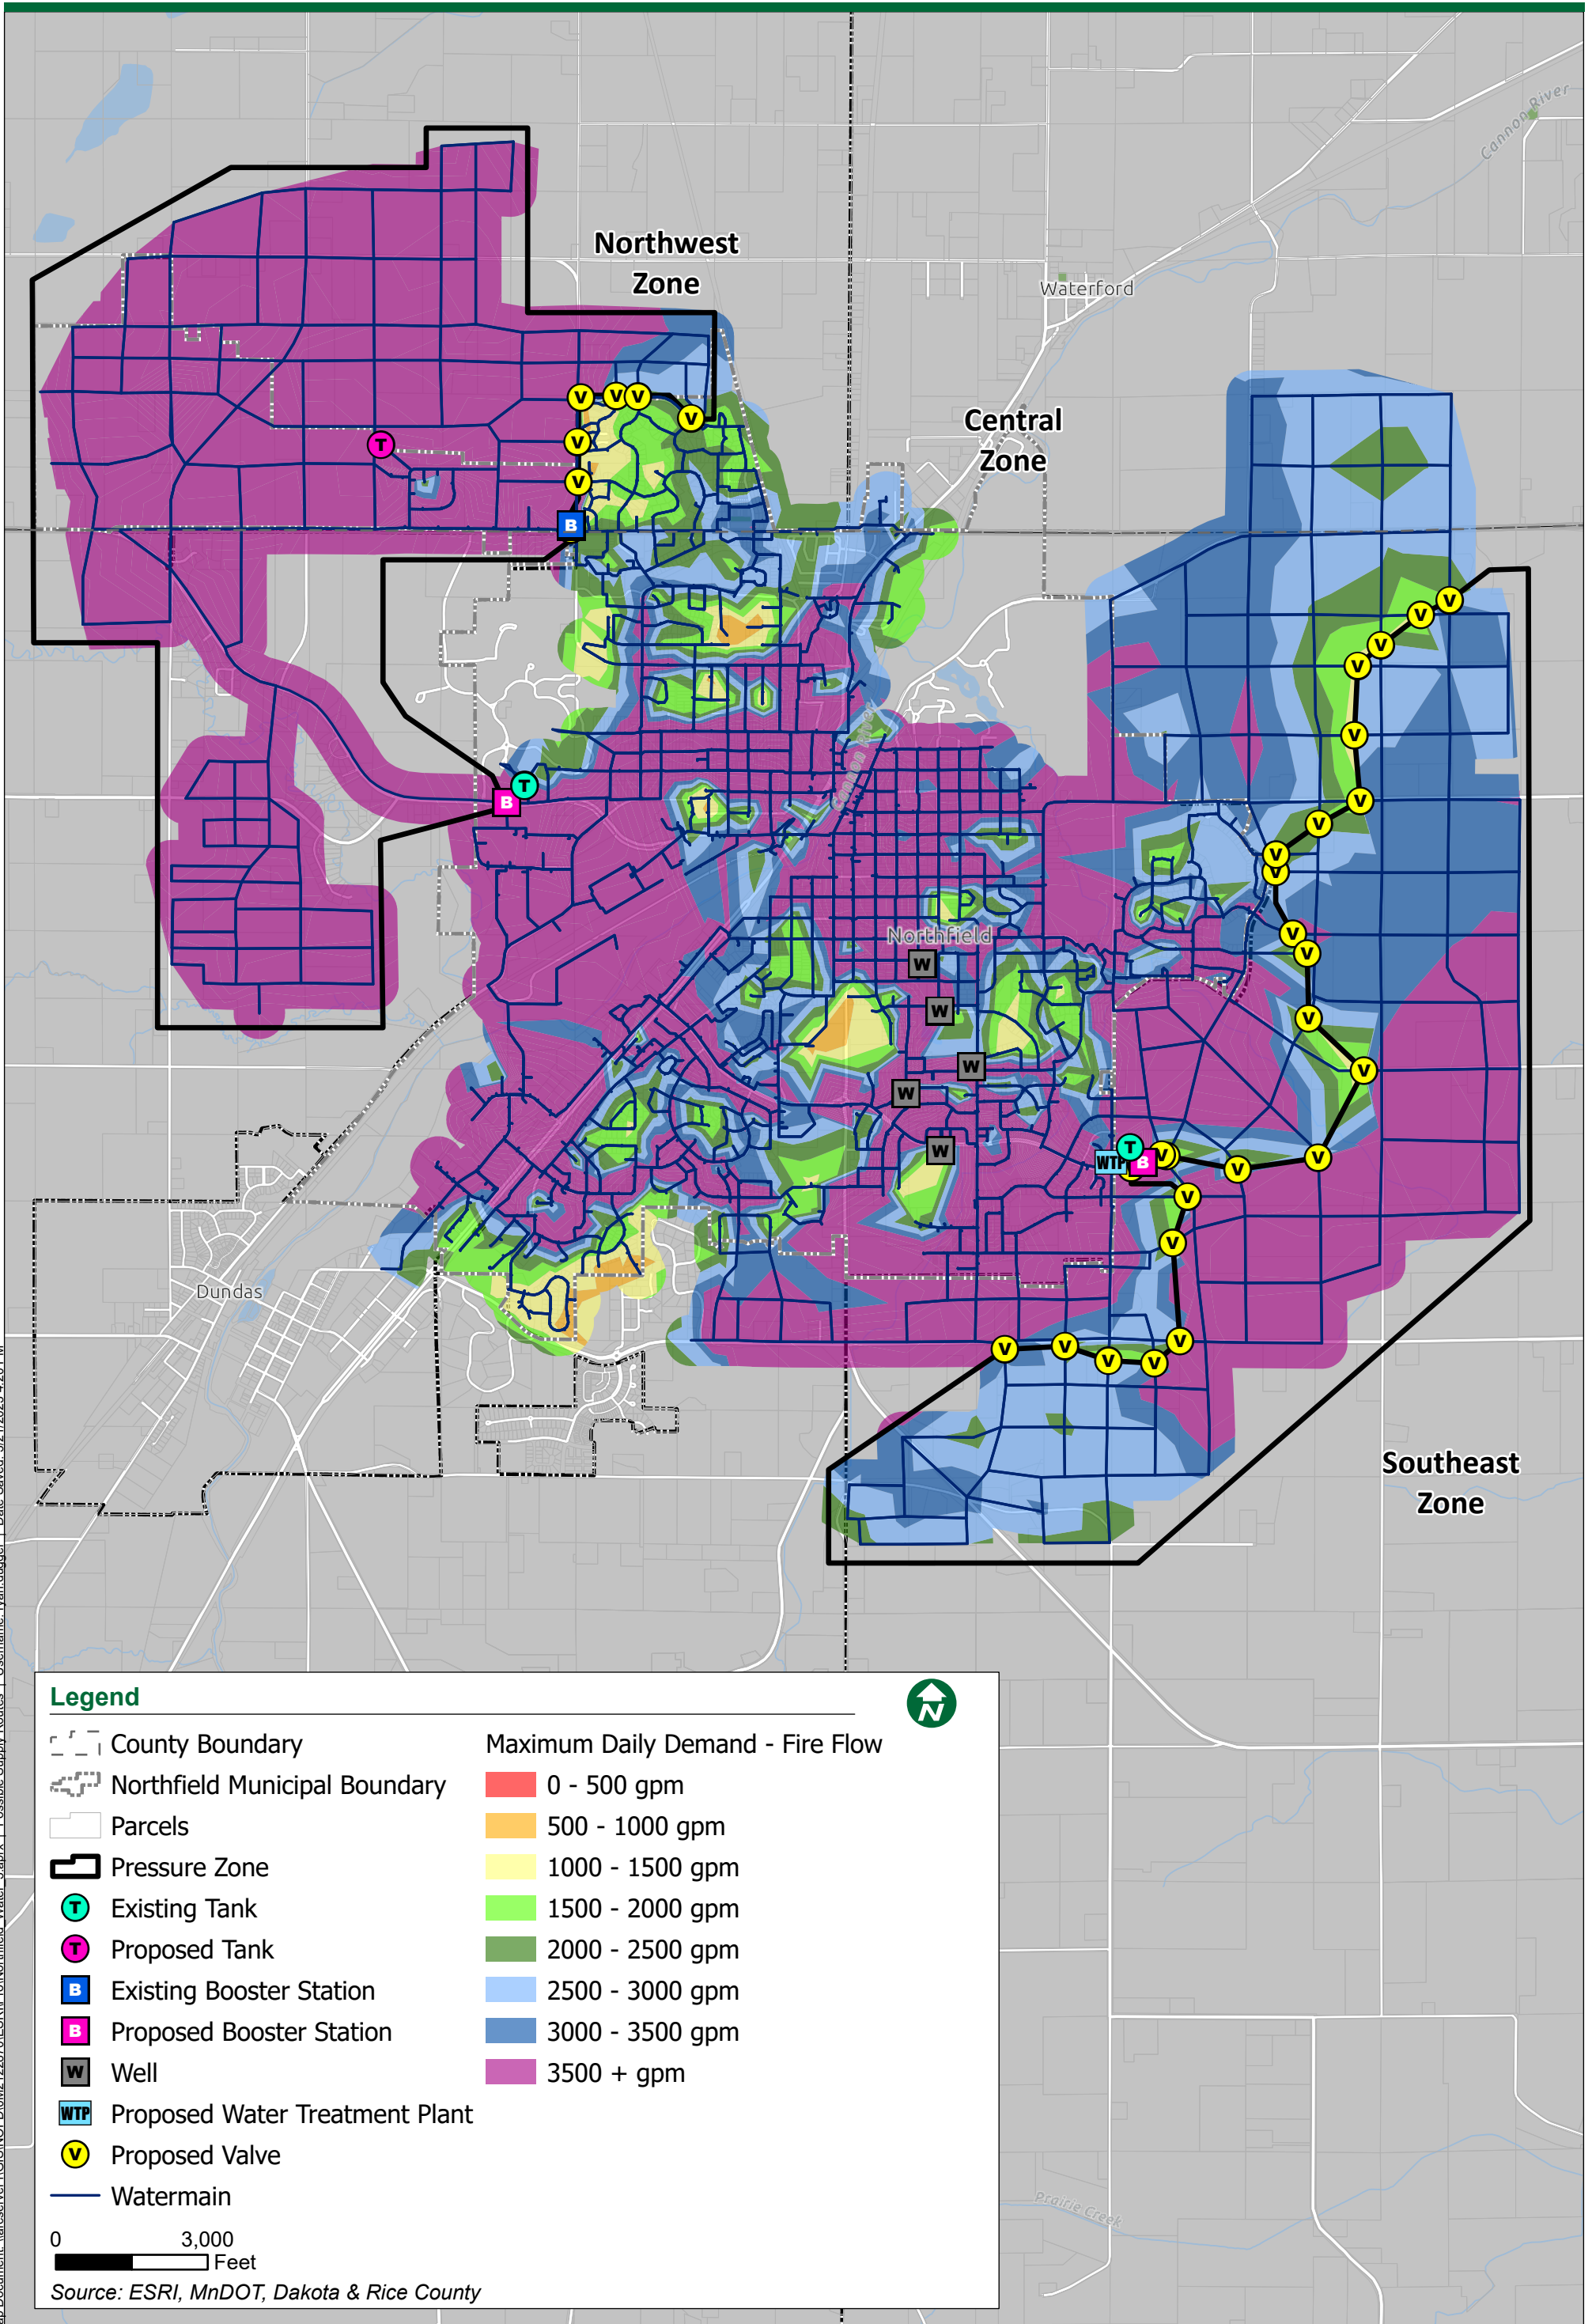 Cannon River
Northwest
Zone
Waterford
Central
Zone
V V V
V
T
V
V
B
V
V
V
V
Cannon River
V
T
B
V
V
V
V
Northfield
V
V
W
W
V
W
V
W
W
T
V
WTP
B
V
V
V
V
Dundas
V
V
V
V
V
Southeast
Zone
Legend
N
County Boundary
Northfield Municipal Boundary
Parcels
Pressure Zone
T Existing Tank
T Proposed Tank
B Existing Booster Station
B Proposed Booster Station
W Well
WTP Proposed Water Treatment Plant
V Proposed Valve
Watermain
Maximum Daily Demand - Fire Flow
0 - 500 gpm
500 - 1000 gpm
1000 - 1500 gpm
1500 - 2000 gpm
2000 - 2500 gpm
2500 - 3000 gpm
3000 - 3500 gpm
3500 + gpm
0 3,000
Feet
Source: ESRI, MnDOT, Dakota & Rice County
Prairie Creek